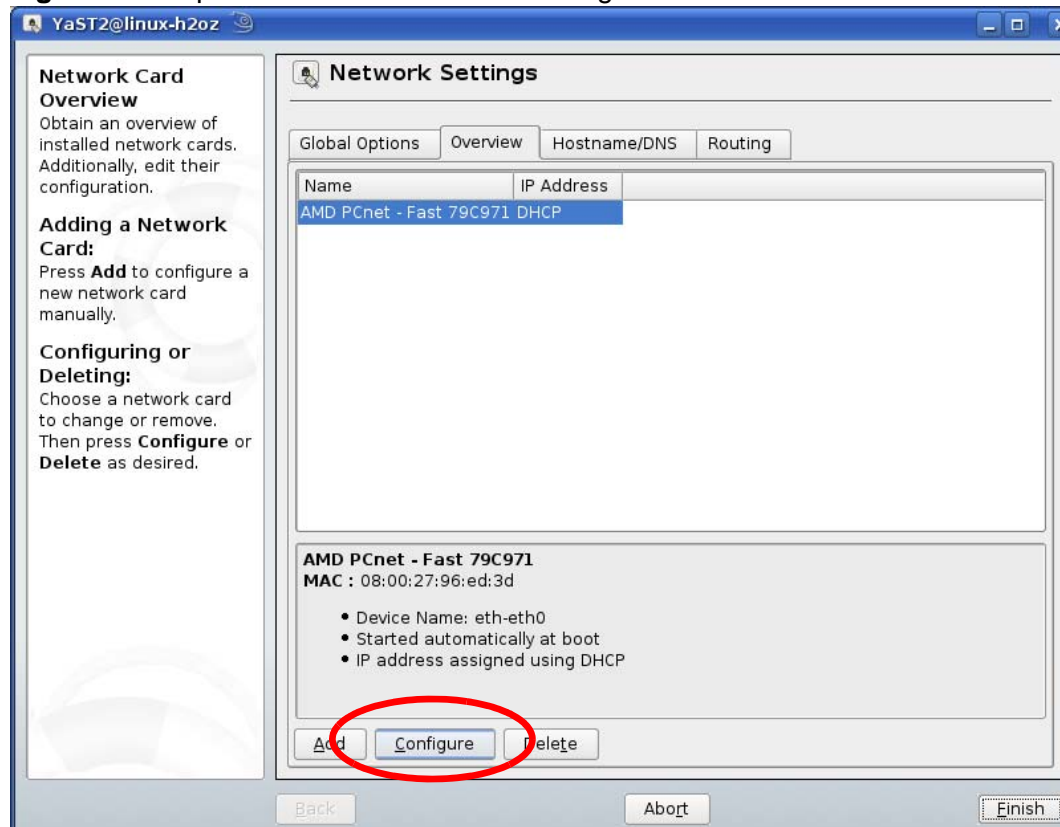 YaST2@linux-h2oz
Network Card
Overview
Obtain an overview of
installed network cards.
Additionally, edit their
configuration.
Adding a Network
Card:
Press Add to configure a
new network card
manually.
Configuring or
Deleting:
Choose a network card
to change or remove.
Then press Configure or
Delete as desired.
Network Settings
Global Options Overview Hostname/DNS Routing
Name IP Address
AMD PCnet - Fast 79C971 DHCP
AMD PCnet - Fast 79C971
MAC : 08:00:27:96:ed:3d
• Device Name: eth-eth0
• Started automatically at boot
• IP address assigned using DHCP
Add Configure Delete
Back Abort Finish